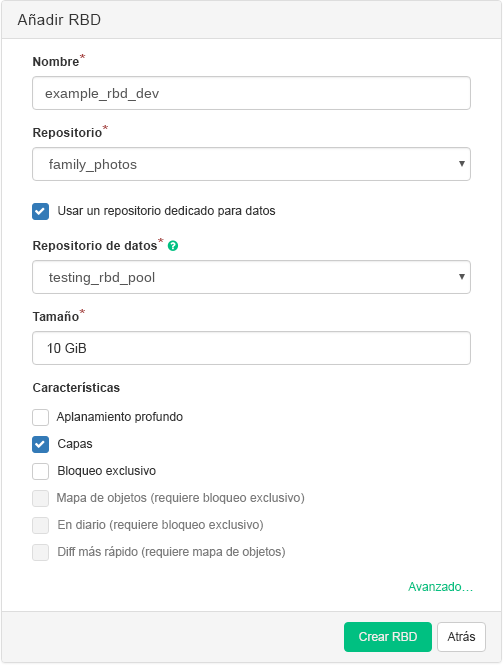 Añadir RBD
Nombre*
example_rbd_dev
Repositorio*
family_photos
Usar un repositorio dedicado para datos
Repositorio de datos* ?
testing_rbd_pool
Tamaño*
10 GiB
Características
Aplanamiento profundo
Capas
Bloqueo exclusivo
Mapa de objetos (requiere bloqueo exclusivo)
En diario (requiere bloqueo exclusivo)
Diff más rápido (requiere mapa de objetos)
Avanzado...
Crear RBD
Atrás